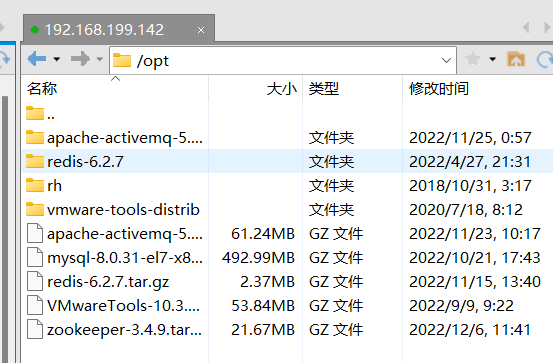 192.168.199.142 ×
/opt
名称 大小 类型 修改时间
..
apache-activemq-5.... 文件夹 2022/11/25, 0:57
redis-6.2.7 文件夹 2022/4/27, 21:31
rh 文件夹 2018/10/31, 3:17
vmware-tools-distrib 文件夹 2020/7/18, 8:12
apache-activemq-5.... 61.24MB GZ 文件 2022/11/23, 10:17
mysql-8.0.31-el7-x8... 492.99MB GZ 文件 2022/10/21, 17:43
redis-6.2.7.tar.gz 2.37MB GZ 文件 2022/11/15, 13:40
VMwareTools-10.3.... 53.84MB GZ 文件 2022/9/9, 9:22
zookeeper-3.4.9.tar... 21.67MB GZ 文件 2022/12/6, 11:41